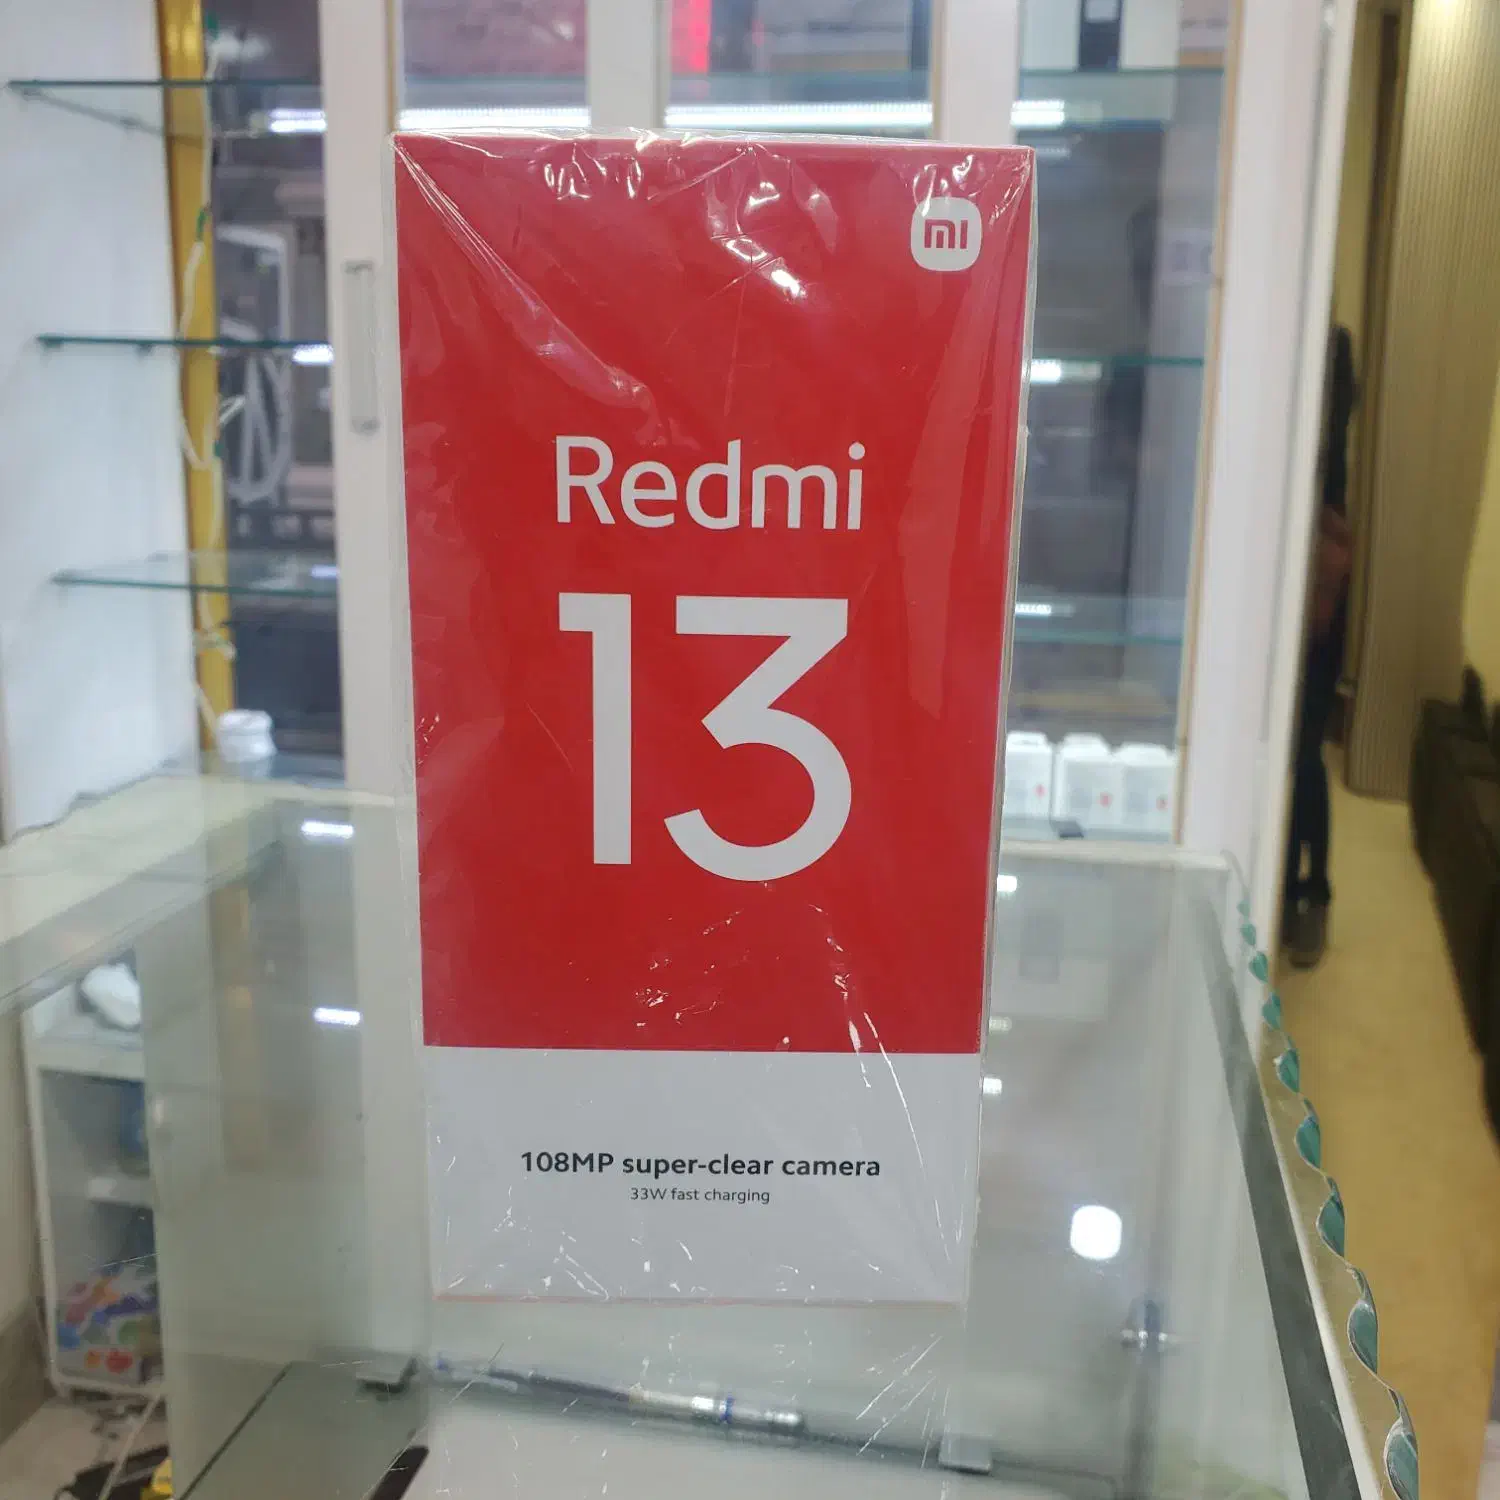 mi
Redmi
13
108MP super-clear camera
33W fast charging